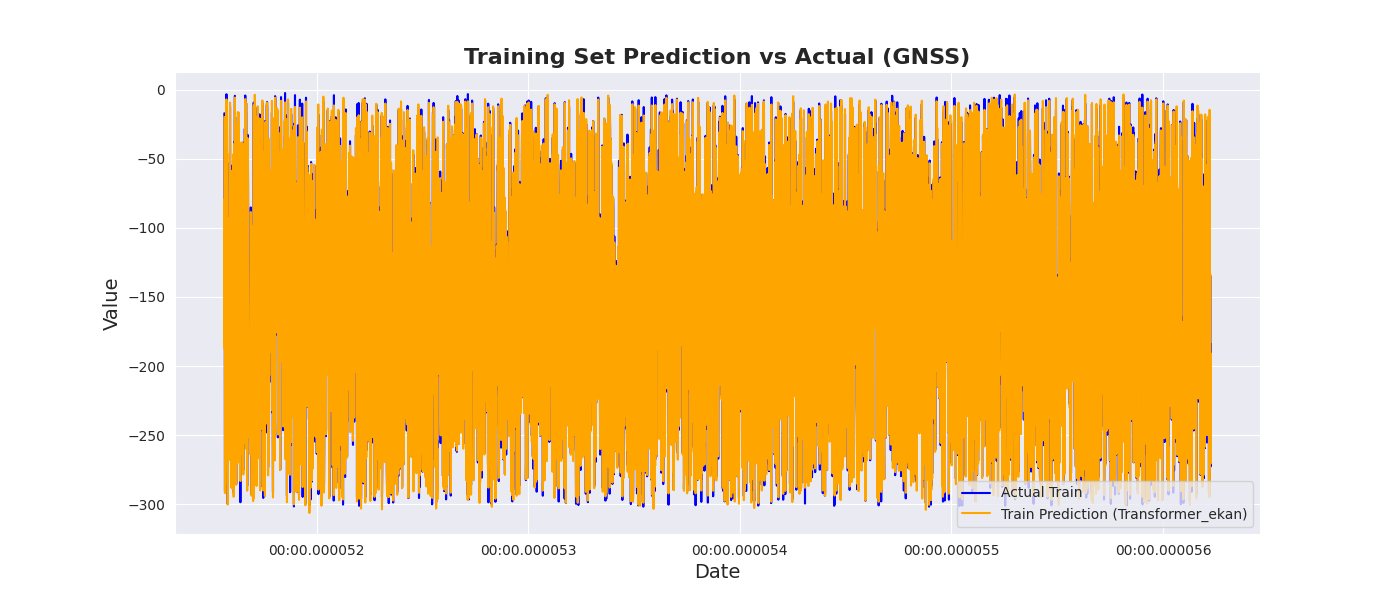 Training Set Prediction vs Actual (GNSS)
Value
0
−50
−100
−150
−200
−250
−300
Actual Train
Train Prediction (Transformer_ekan)
00:00.000052
00:00.000053
00:00.000054
00:00.000055
00:00.000056
Date